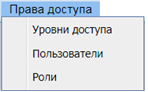 Права доступа
Уровни доступа
Пользователи
Роли